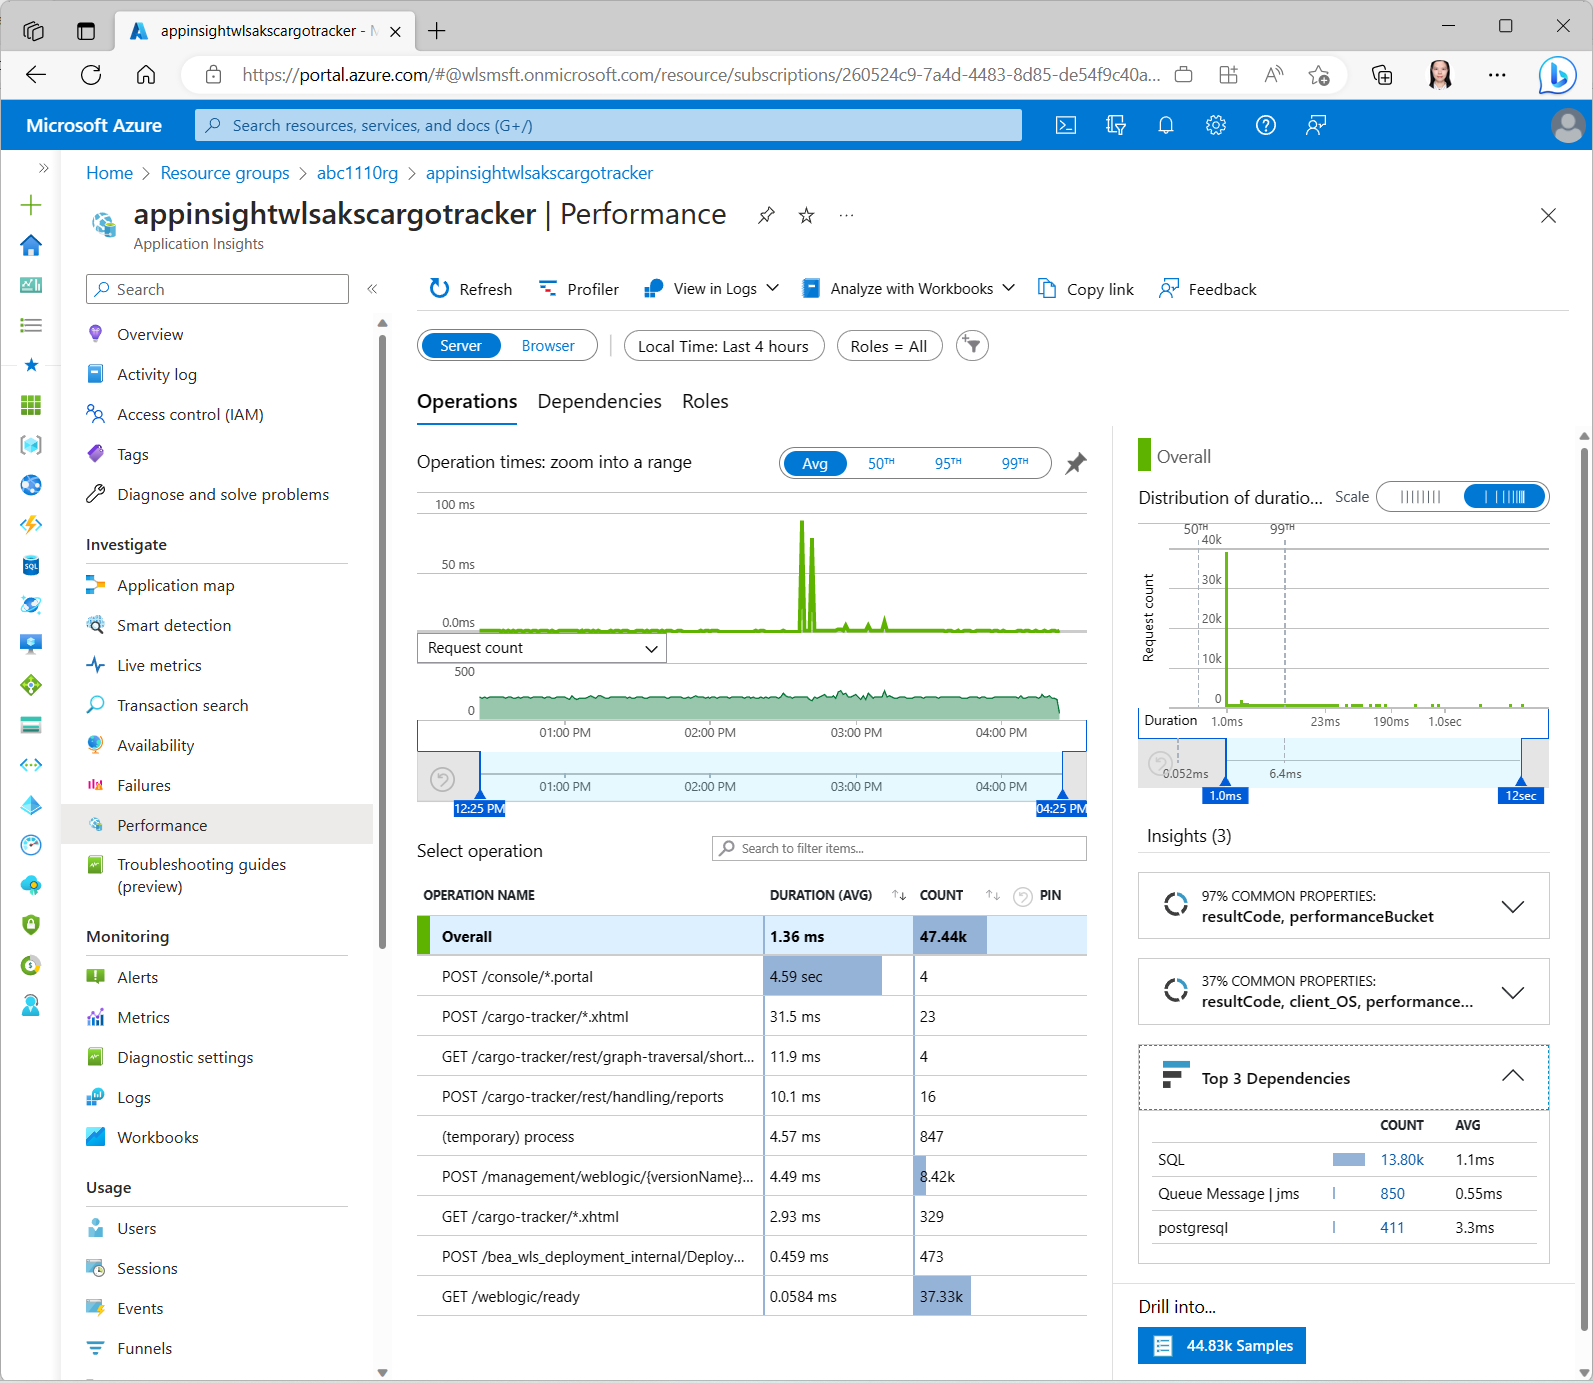 appinsightwlsakscargotracker - M
https://portal.azure.com/#@wlsmsft.onmicrosoft.com/resource/subscriptions/260524c9-7a4d-4483-8d85-de54f9c40a...
Microsoft Azure
Search resources, services, and docs (G+/)
Home > Resource groups > abc1110rg > appinsightwlsakscargotracker
appinsightwlsakscargotracker | Performance
Application Insights
Search
Overview
Activity log
Access control (IAM)
Tags
Diagnose and solve problems
Investigate
Application map
Smart detection
Live metrics
Transaction search
Availability
Failures
Performance
Troubleshooting guides
(preview)
Monitoring
Alerts
Metrics
Diagnostic settings
Logs
Workbooks
Usage
Users
Sessions
Events
Funnels
Refresh
Profiler
View in Logs
Analyze with Workbooks
Copy link
Feedback
Server
Browser
Local Time: Last 4 hours
Roles = All
Operations
Dependencies
Roles
Operation times: zoom into a range
Avg
50TH
95TH
99TH
100 ms
50 ms
0.0ms
Request count
500
0
01:00 PM
02:00 PM
03:00 PM
04:00 PM
01:00 PM
02:00 PM
03:00 PM
04:00 PM
12:25 PM
04:25 PM
Select operation
Search to filter items...
OPERATION NAME DURATION (AVG) COUNT PIN
Overall 1.36 ms 47.44k
POST /console/*.portal 4.59 sec 4
POST /cargo-tracker/*.xhtml 31.5 ms 23
GET /cargo-tracker/rest/graph-traversal/short... 11.9 ms 4
POST /cargo-tracker/rest/handling/reports 10.1 ms 16
(temporary) process 4.57 ms 847
POST /management/weblogic/{versionName}... 4.49 ms 8.42k
GET /cargo-tracker/*.xhtml 2.93 ms 329
POST /bea_wls_deployment_internal/Deploy... 0.459 ms 473
GET /weblogic/ready 0.0584 ms 37.33k
Overall
Distribution of duratio...
Scale
50TH
99TH
40k
30k
20k
10k
0
Request count
Duration
1.0ms
23ms
190ms
1.0sec
0.052ms
6.4ms
1.0ms
12sec
Insights (3)
97% COMMON PROPERTIES:
resultCode, performanceBucket
37% COMMON PROPERTIES:
resultCode, client_OS, performance...
Top 3 Dependencies
COUNT AVG
SQL 13.80k 1.1ms
Queue Message | jms 850 0.55ms
postgresql 411 3.3ms
Drill into...
44.83k Samples